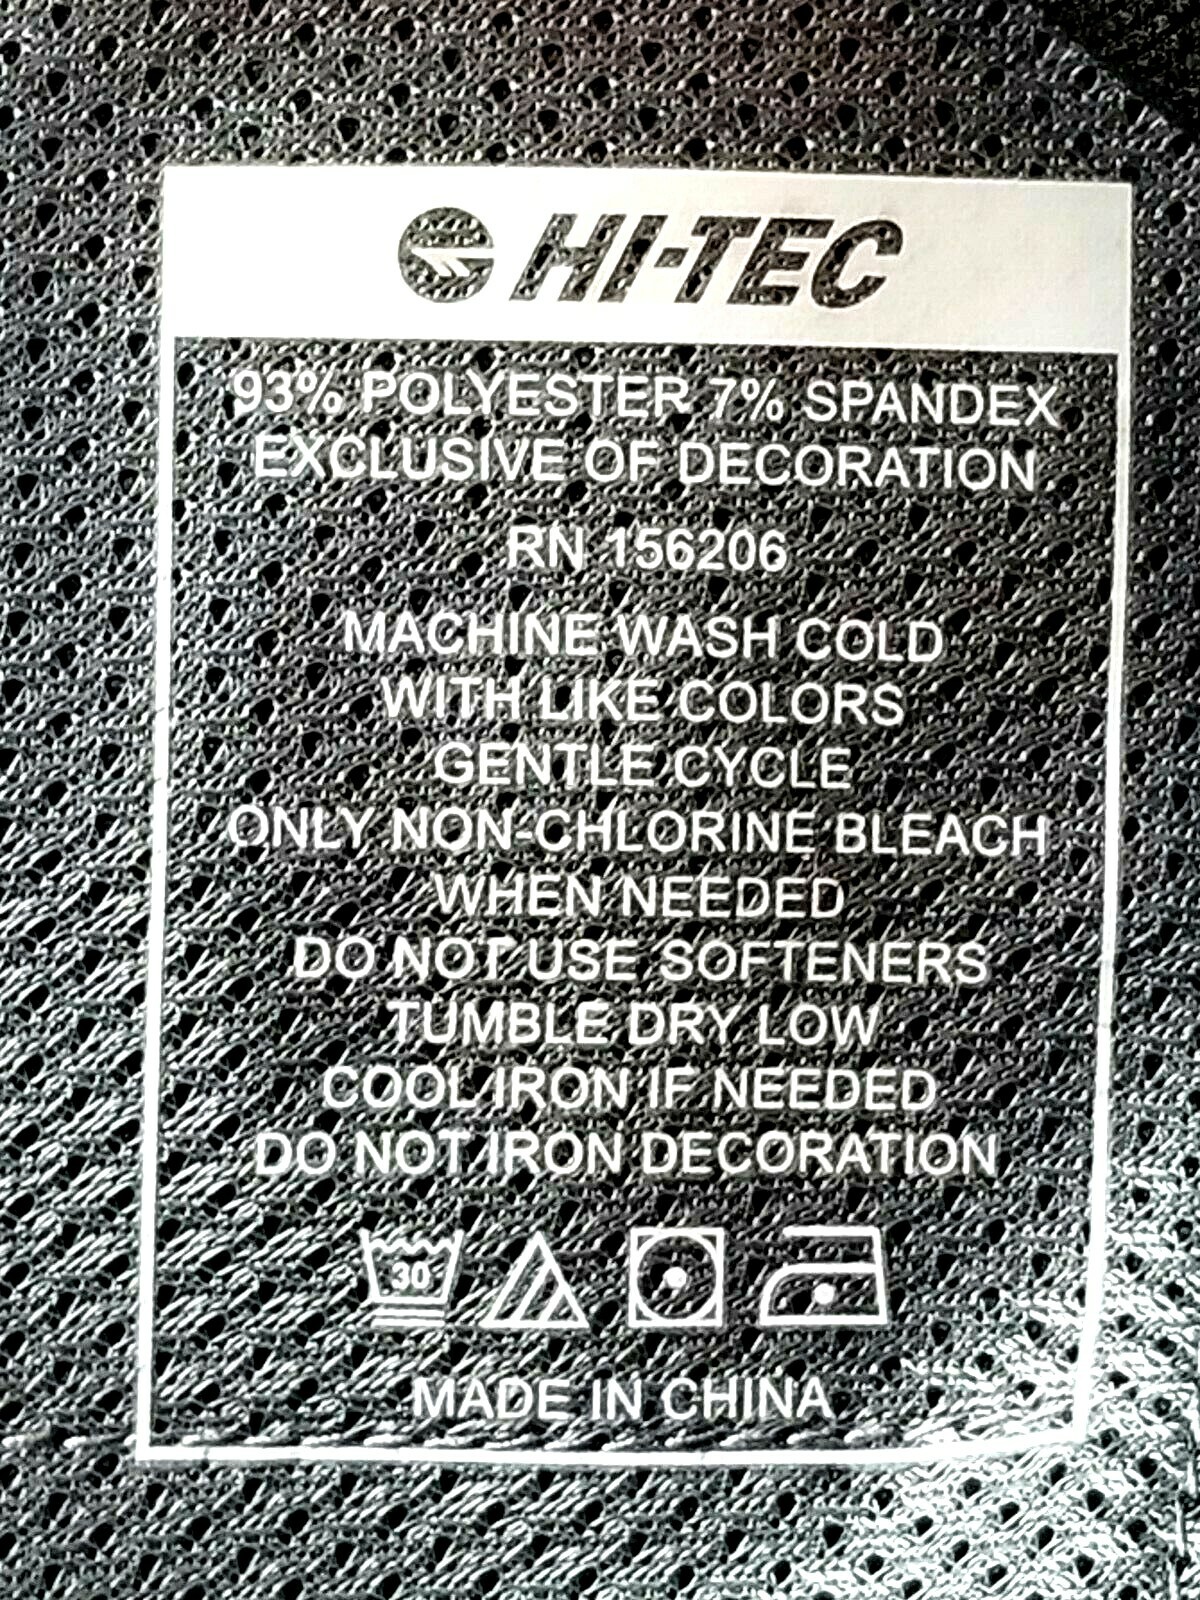 HI-TEC
93% POLYESTER 7% SPANDEX
EXCLUSIVE OF DECORATION
RN 156206
MACHINE WASH COLD
WITH LIKE COLORS
GENTLE CYCLE
ONLY NON-CHLORINE BLEACH
WHEN NEEDED
DO NOT USE SOFTENERS
TUMBLE DRY LOW
COOL IRON IF NEEDED
DO NOT IRON DECORATION
30
MADE IN CHINA